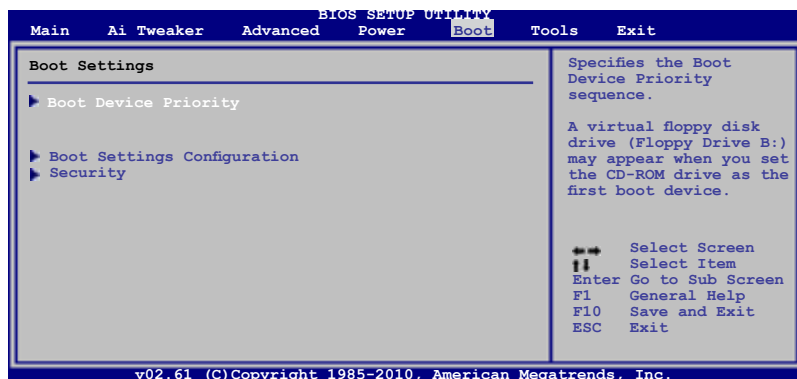 BIOS SETUP UTILITY
Main Ai Tweaker Advanced Power Boot Tools Exit
Boot Settings
Boot Device Priority
Boot Settings Configuration
Security
Specifies the Boot
Device Priority
sequence.
A virtual floppy disk
drive (Floppy Drive B:)
may appear when you set
the CD-ROM drive as the
first boot device.
Select Screen
Select Item
Enter Go to Sub Screen
F1 General Help
F10 Save and Exit
ESC Exit
v02.61 (C)Copyright 1985-2010, American Megatrends, Inc.